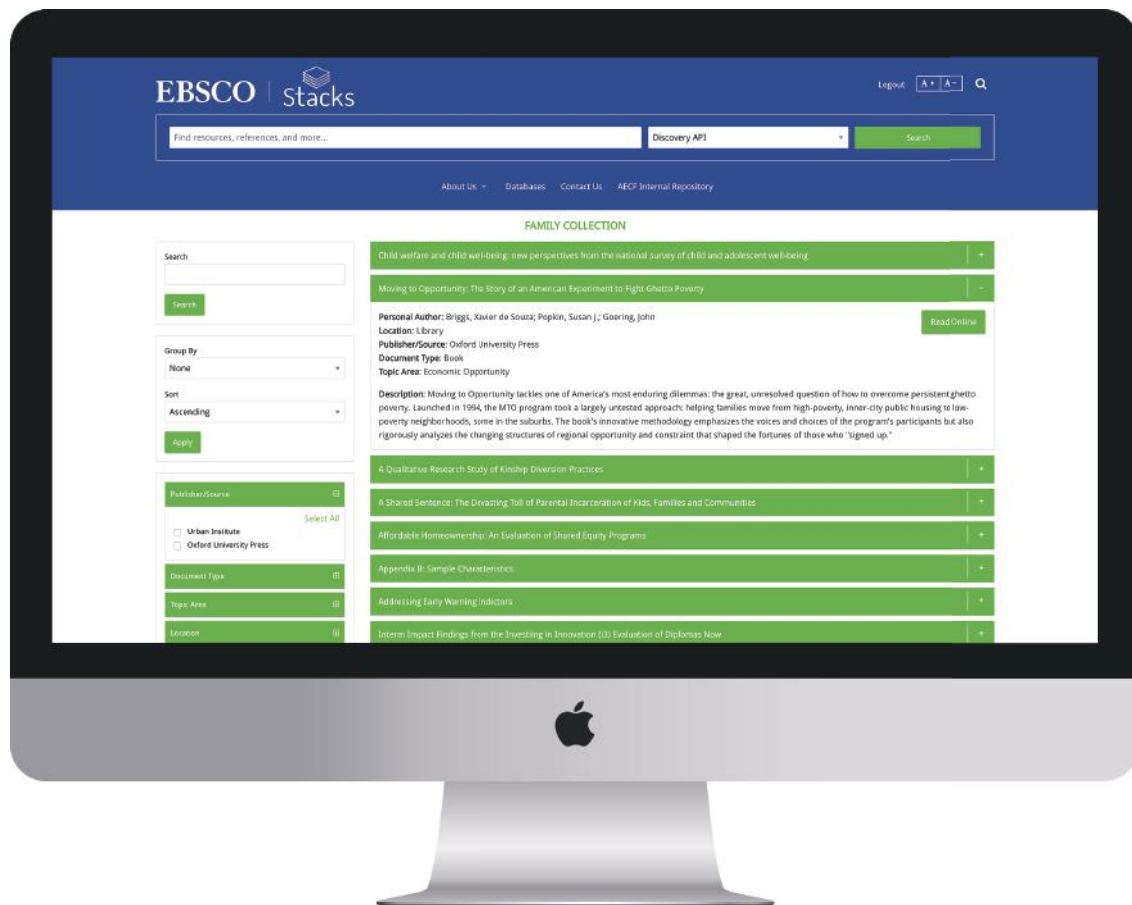 EBSCO | Stacks
Logout A+ A-
Find resources, references, and more...
Discovery API
Search
About Us
Databases
Contact Us
AECF Internal Repository
FAMILY COLLECTION
Search
Search
Group By
None
Sort
Ascending
Apply
Publisher/Source
Select All
Urban Institute
Oxford University Press
Document Type
Topic Area
Location
Child welfare and child well-being: new perspectives from the national survey of child and adolescent well-being +
Moving to Opportunity: The Story of an American Experiment to Fight Ghetto Poverty -
Personal Author: Briggs, Xavier de Souza; Popkin, Susan J.; Goering, John
Read Online
Location: Library
Publisher/Source: Oxford University Press
Document Type: Book
Topic Area: Economic Opportunity
Description: Moving to Opportunity tackles one of America's most enduring dilemmas: the great, unresolved question of how to overcome persistent ghetto
poverty. Launched in 1994, the MTO program took a largely untested approach: helping families move from high-poverty, inner-city public housing to low-
poverty neighborhoods, some in the suburbs. The book's innovative methodology emphasizes the voices and choices of the program's participants but also
rigorously analyzes the changing structures of regional opportunity and constraint that shaped the fortunes of those who "signed up."
A Qualitative Research Study of Kinship Diversion Practices +
A Shared Sentence: The Devasting Toll of Parental Incarceration of Kids, Families and Communities +
Affordable Homeownership: An Evaluation of Shared Equity Programs +
Appendix B: Sample Characteristics +
Addressing Early Warning Indictors +
Interm Impact Findings from the Investing in Innovation (i3) Evaluation of Diplomas Now +